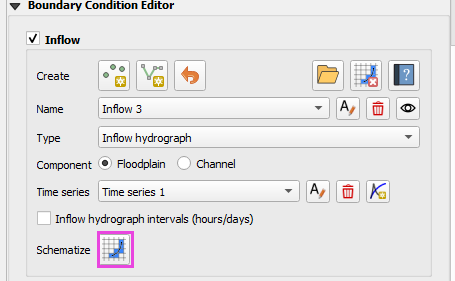 Boundary Condition Editor
Inflow
Create
Name Inflow 3
Type Inflow hydrograph
Component Floodplain Channel
Time series Time series 1
Inflow hydrograph intervals (hours/days)
Schematize